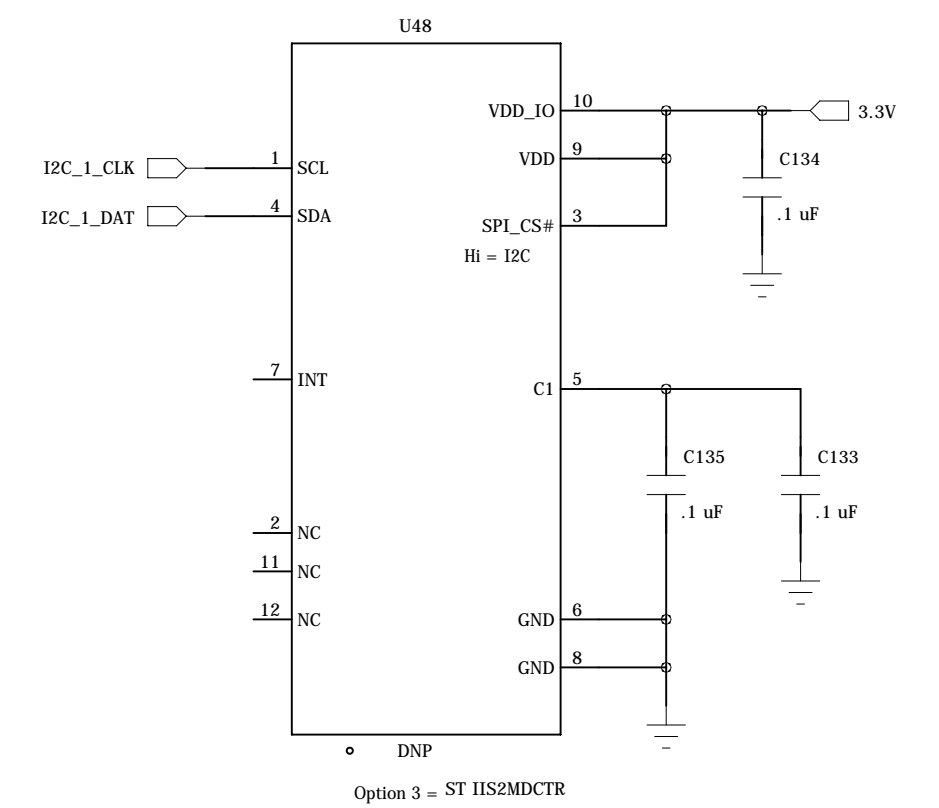 U48
VDD_IO 10
3.3V
VDD 9
C134
I2C_1_CLK 1 SCL
I2C_1_DAT 4 SDA
.1 uF
SPI_CS# 3
Hi = I2C
7 INT
C1 5
C135
C133
.1 uF
.1 uF
2 NC
11 NC
12 NC
GND 6
GND 8
DNP
Option 3 = ST IIS2MDCTR